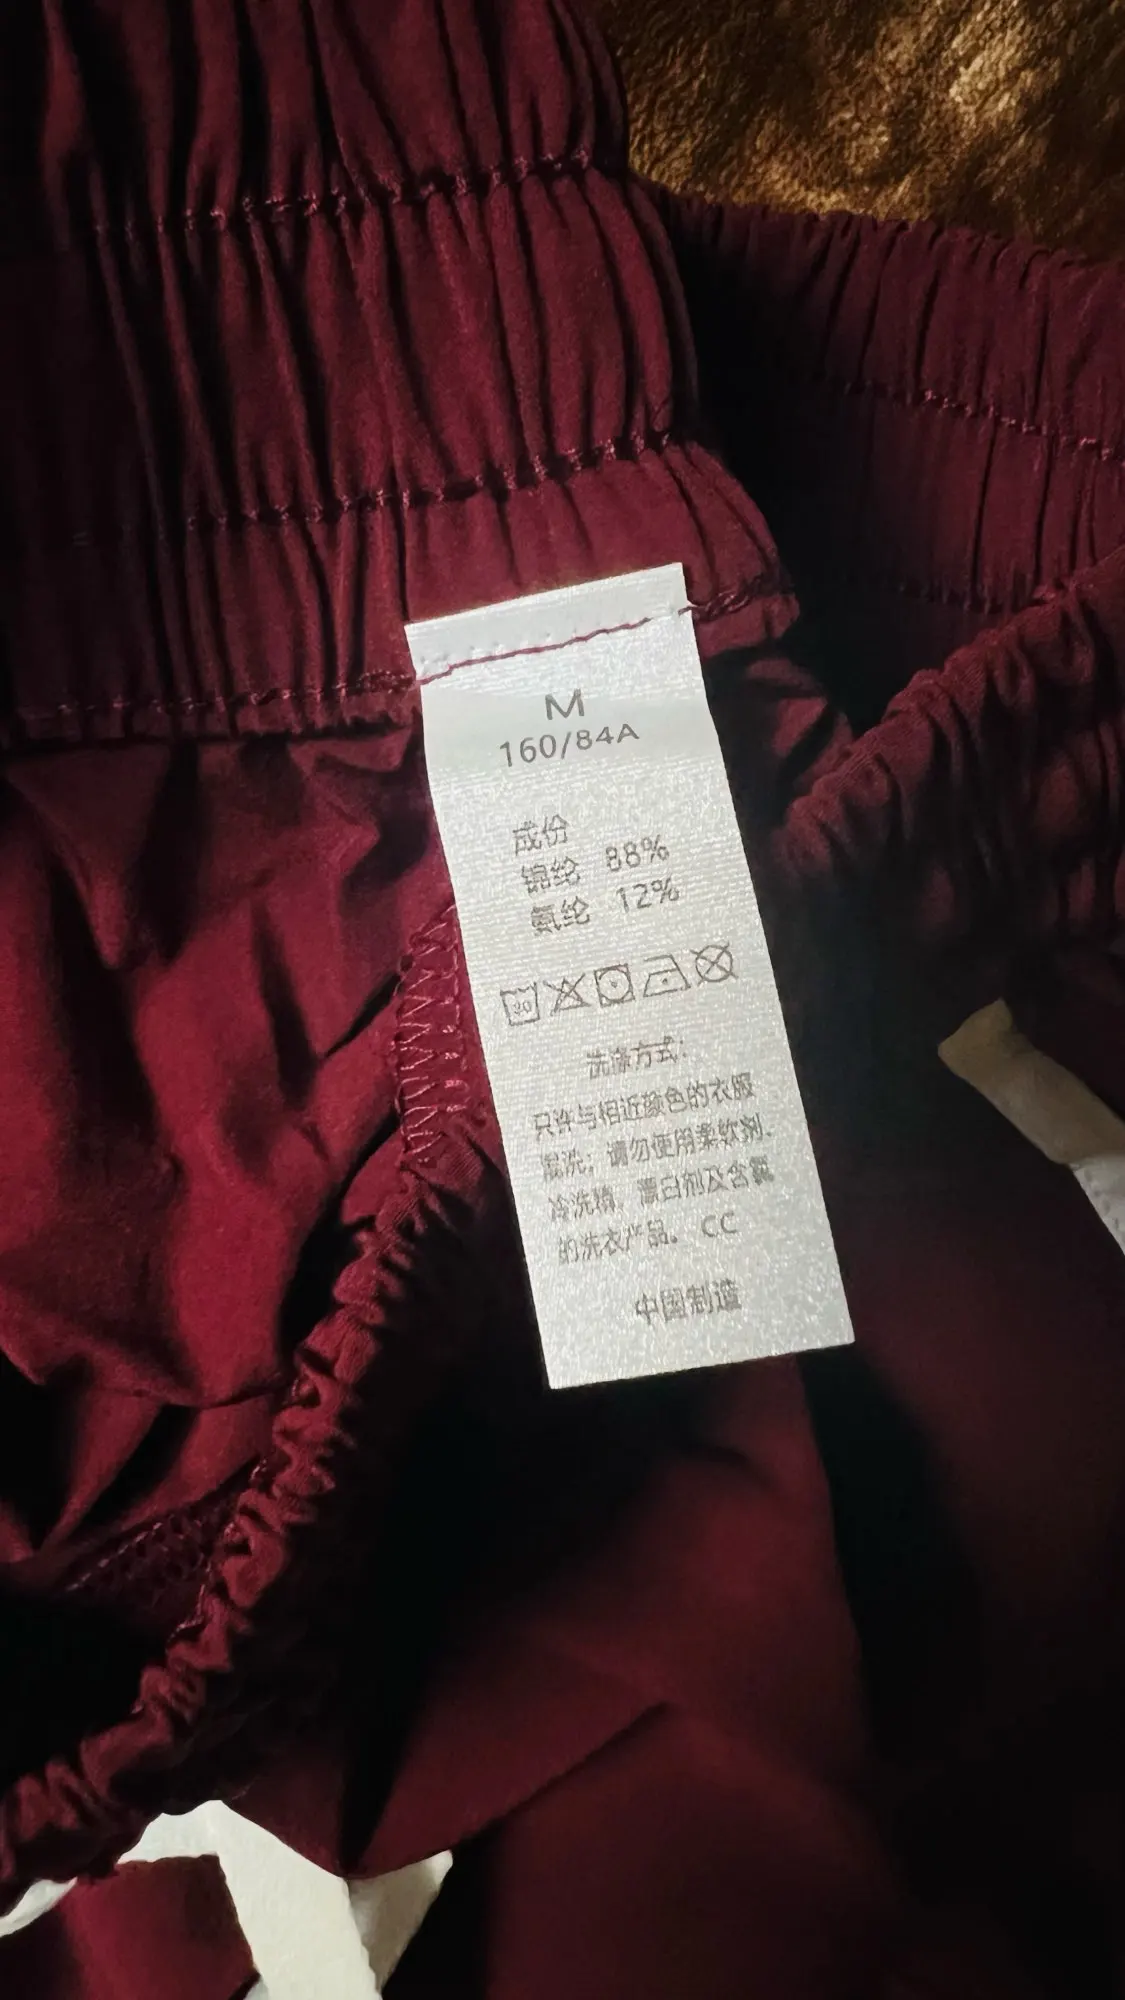 M
160/84A
成份
锦纶 88%
氨纶 12%
30
洗涤方式：
只许与相近颜色的衣服
混洗；请勿使用柔软剂．
冷洗精，漂白剂及含氯
的洗衣产品。 CC
中国制造